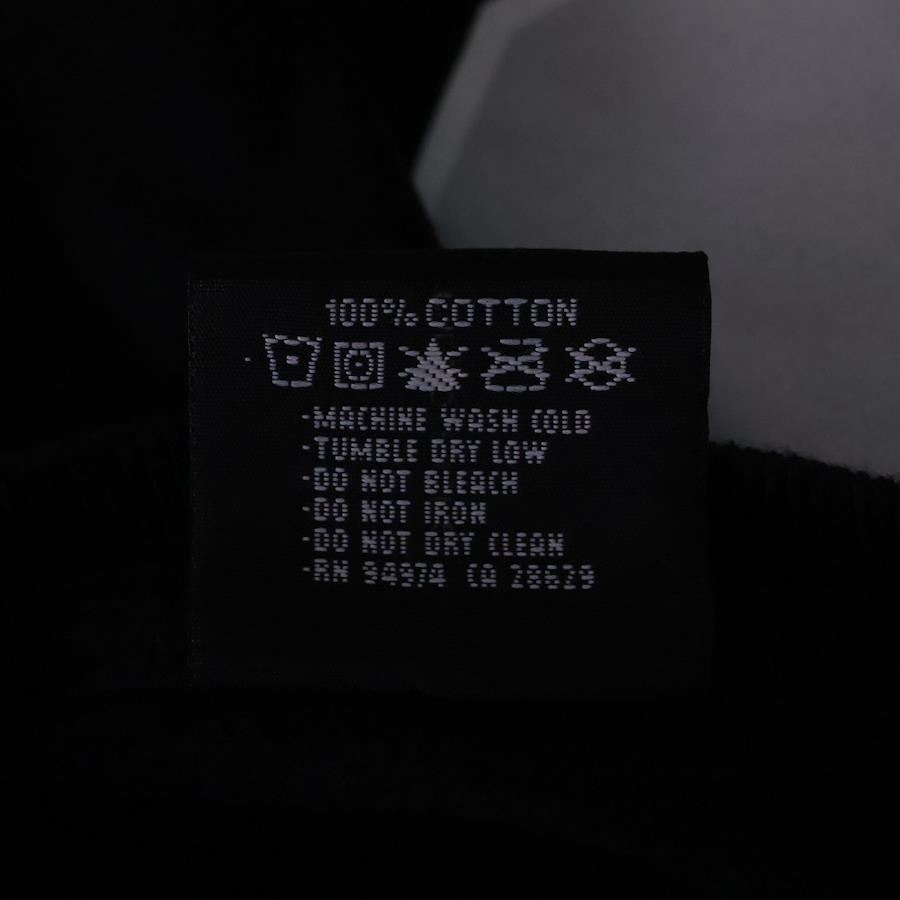 100% COTTON
·MACHINE WASH COLD
·TUMBLE DRY LOW
·DO NOT BLEACH
·DO NOT IRON
·DO NOT DRY CLEAN
·RN 94974 CA 28629